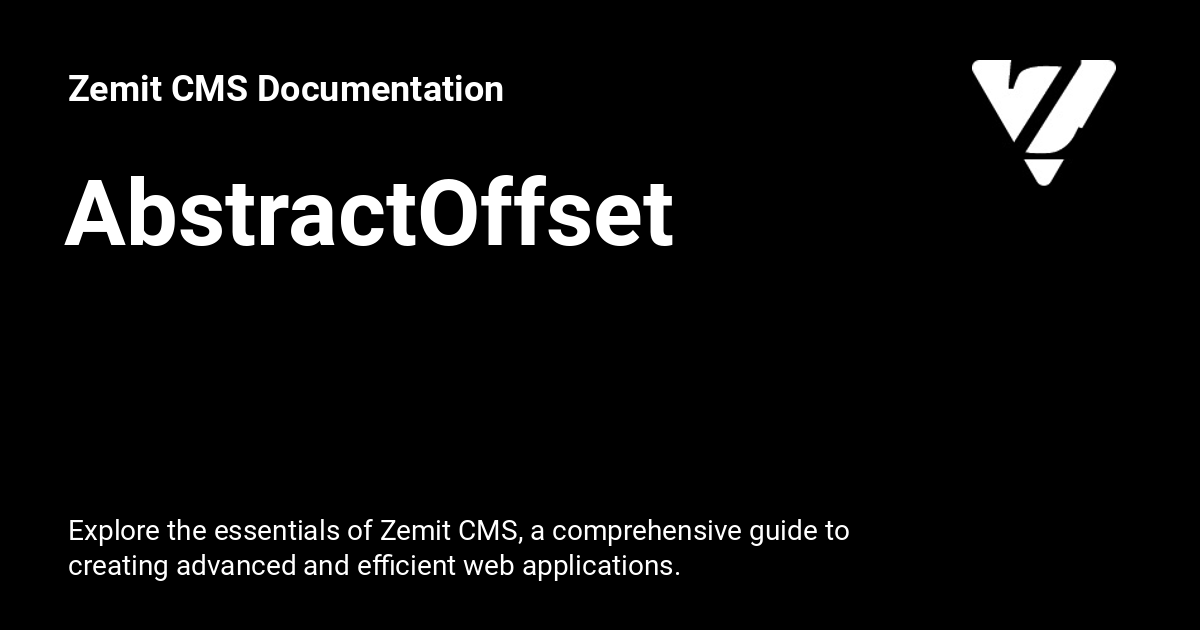 Zemit CMS Documentation
AbstractOffset
Explore the essentials of Zemit CMS, a comprehensive guide to
creating advanced and efficient web applications.